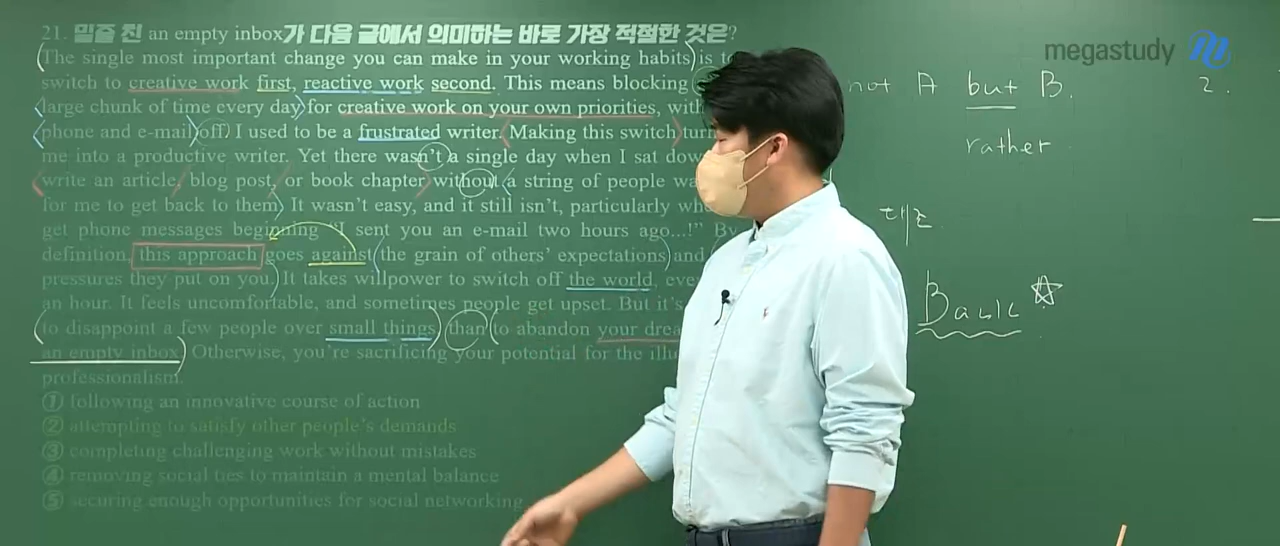 21. 밑줄 친 an empty inbox가 다음 글에서 의미하는 바로 가장 적절한 것은?
The single most important change you can make in your working habits is to
switch to creative work first, reactive work second. This means blocking
large chunk of time every day for creative work on your own priorities, with
phone and e-mail off. I used to be a frustrated writer. Making this switch turn
me into a productive writer. Yet there wasn't a single day when I sat dow
write an article, blog post, or book chapter without a string of people wa
for me to get back to them. It wasn't easy, and it still isn't, particularly whe
get phone messages beginning "I sent you an e-mail two hours ago...!" By
definition, this approach goes against the grain of others' expectations and
pressures they put on you. It takes willpower to switch off the world, eve
an hour. It feels uncomfortable, and sometimes people get upset. But it's
to disappoint a few people over small things, than to abandon your drea
an empty inbox. Otherwise, you're sacrificing your potential for the illu
professionalism.
① following an innovative course of action
② attempting to satisfy other people's demands
③ completing challenging work without mistakes
④ removing social ties to maintain a mental balance
⑤ securing enough opportunities for social networking
megastudy
not A but B.
rather
대조
2.